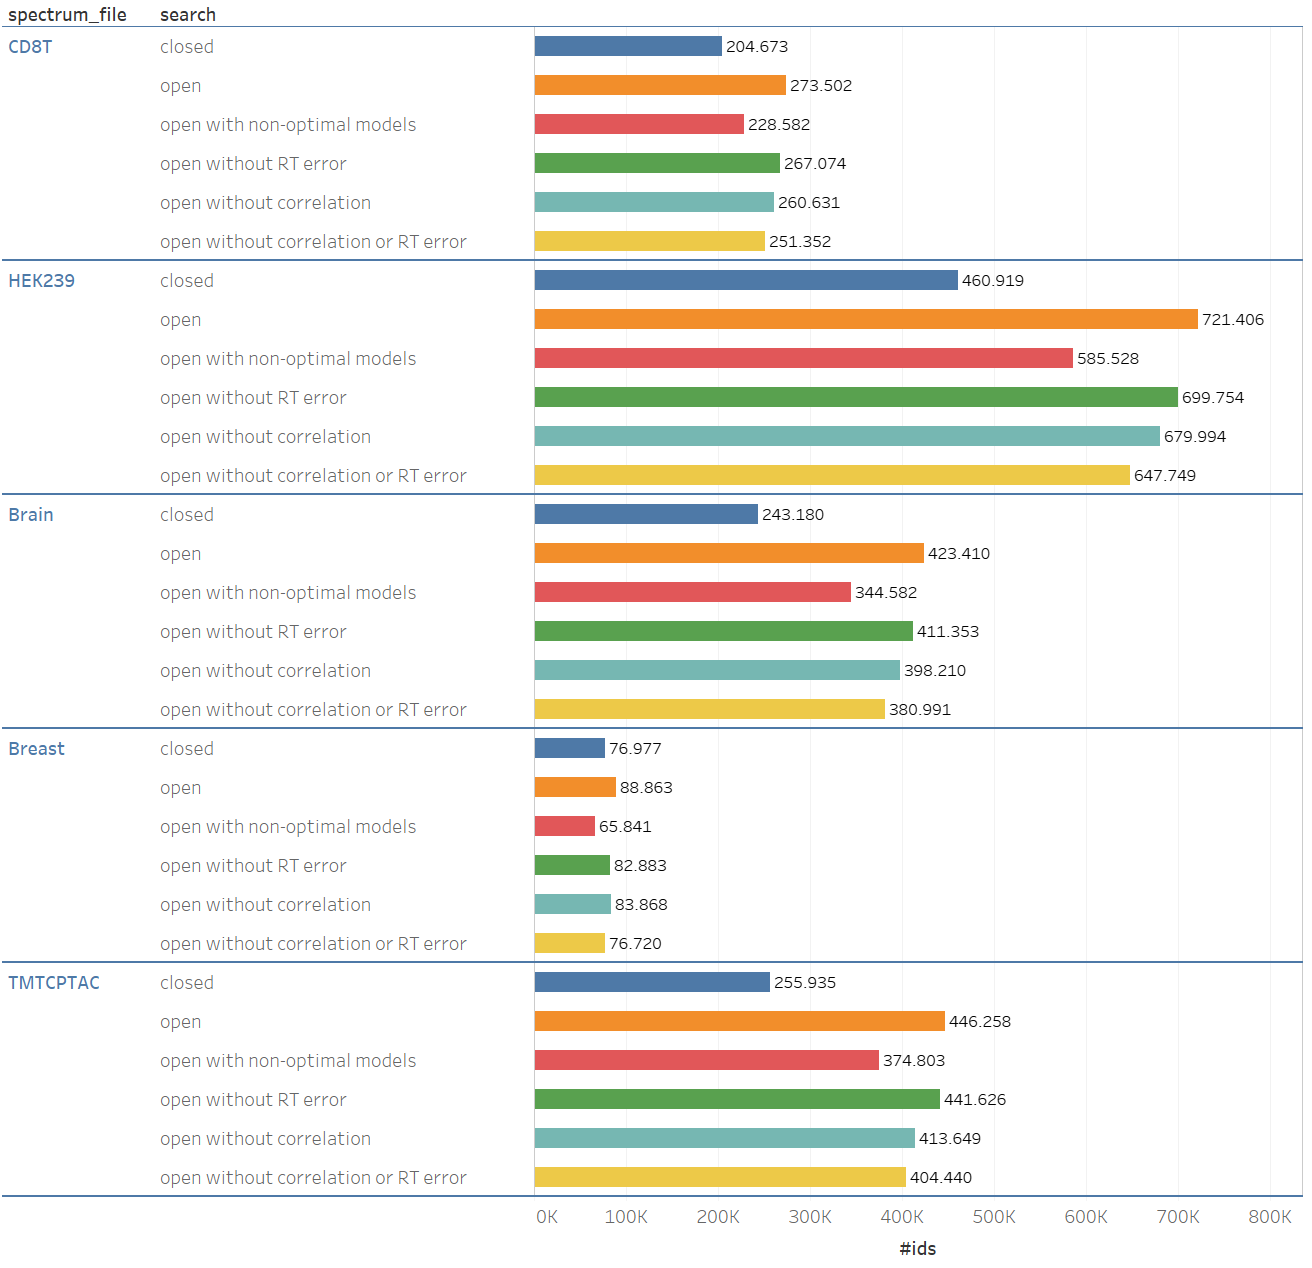 spectrum_file search
CD8T closed 204.673
open 273.502
open with non-optimal models 228.582
open without RT error 267.074
open without correlation 260.631
open without correlation or RT error 251.352
HEK239 closed 460.919
open 721.406
open with non-optimal models 585.528
open without RT error 699.754
open without correlation 679.994
open without correlation or RT error 647.749
Brain closed 243.180
open 423.410
open with non-optimal models 344.582
open without RT error 411.353
open without correlation 398.210
open without correlation or RT error 380.991
Breast closed 76.977
open 88.863
open with non-optimal models 65.841
open without RT error 82.883
open without correlation 83.868
open without correlation or RT error 76.720
TMTCPTAC closed 255.935
open 446.258
open with non-optimal models 374.803
open without RT error 441.626
open without correlation 413.649
open without correlation or RT error 404.440
0K 100K 200K 300K 400K 500K 600K 700K 800K
#ids